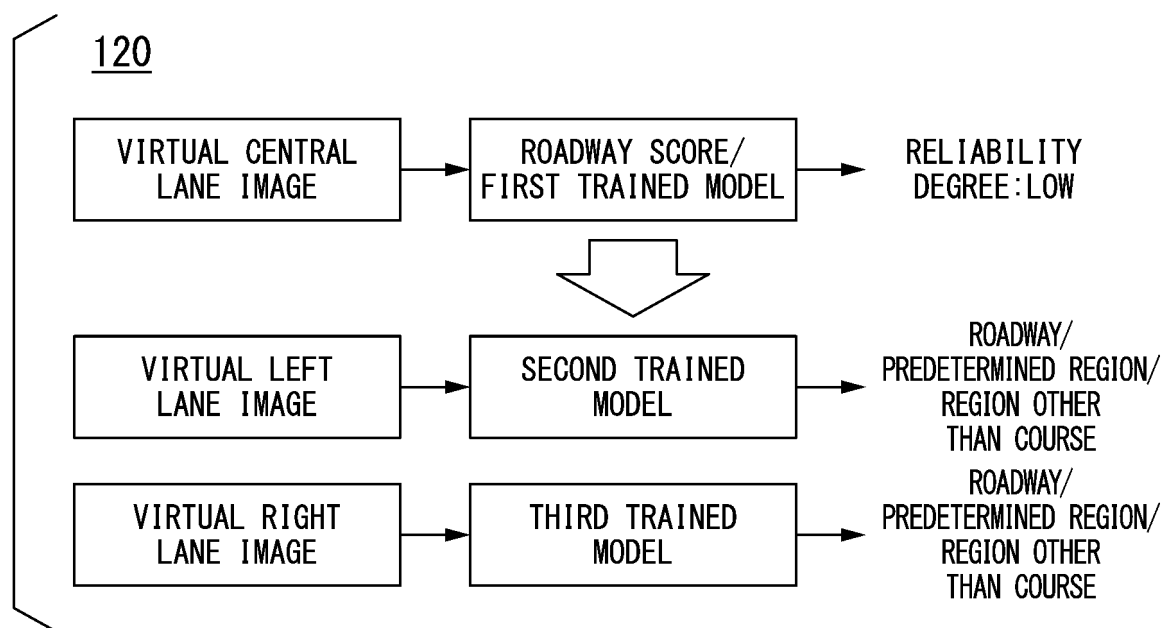 120
VIRTUAL CENTRAL
LANE IMAGE
ROADWAY SCORE/
FIRST TRAINED MODEL
RELIABILITY
DEGREE:LOW
VIRTUAL LEFT
LANE IMAGE
SECOND TRAINED
MODEL
ROADWAY/
PREDETERMINED REGION/
REGION OTHER
THAN COURSE
VIRTUAL RIGHT
LANE IMAGE
THIRD TRAINED
MODEL
ROADWAY/
PREDETERMINED REGION/
REGION OTHER
THAN COURSE